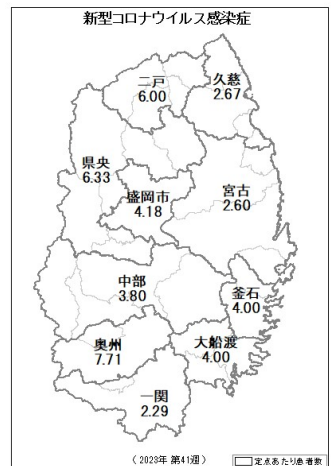 新型コロナウイルス感染症
二戸
6.00
久慈
2.67
県央
6.33
盛岡市
4.18
宮古
2.60
中部
3.80
釜石
4.00
奥州
7.71
大船渡
4.00
一関
2.29
（2023年 第41週）
定点あたり患者数